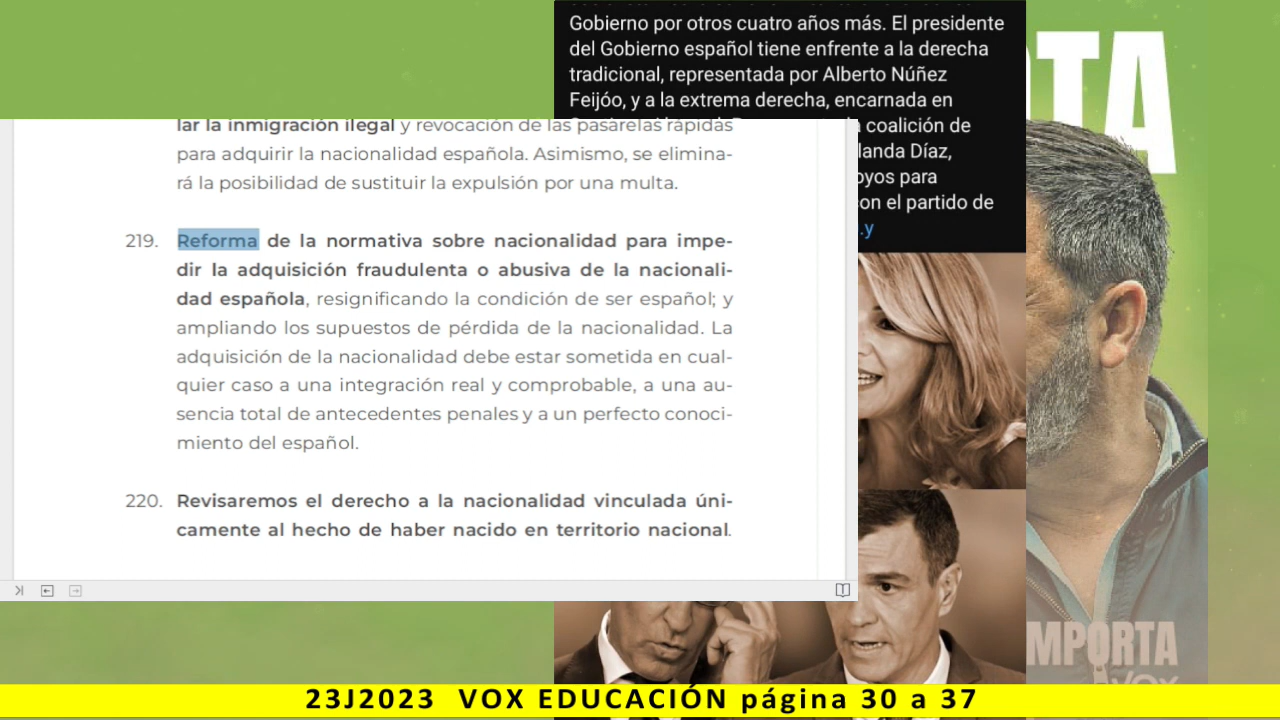 Gobierno por otros cuatro años más. El presidente
del Gobierno español tiene enfrente a la derecha
tradicional, representada por Alberto Núñez
Feijóo, y a la extrema derecha, encarnada en
coalición de
landa Díaz,
oyos para
con el partido de
.y
OTA
lar la inmigración ilegal y revocación de las pasarelas rápidas
para adquirir la nacionalidad española. Asimismo, se elimina-
rá la posibilidad de sustituir la expulsión por una multa.
219. Reforma de la normativa sobre nacionalidad para impe-
dir la adquisición fraudulenta o abusiva de la nacionali-
dad española, resignificando la condición de ser español; y
ampliando los supuestos de pérdida de la nacionalidad. La
adquisición de la nacionalidad debe estar sometida en cual-
quier caso a una integración real y comprobable, a una au-
sencia total de antecedentes penales y a un perfecto conoci-
miento del español.
220. Revisaremos el derecho a la nacionalidad vinculada úni-
camente al hecho de haber nacido en territorio nacional.
MPORTA
VOX
23J2023 VOX EDUCACIÓN página 30 a 37